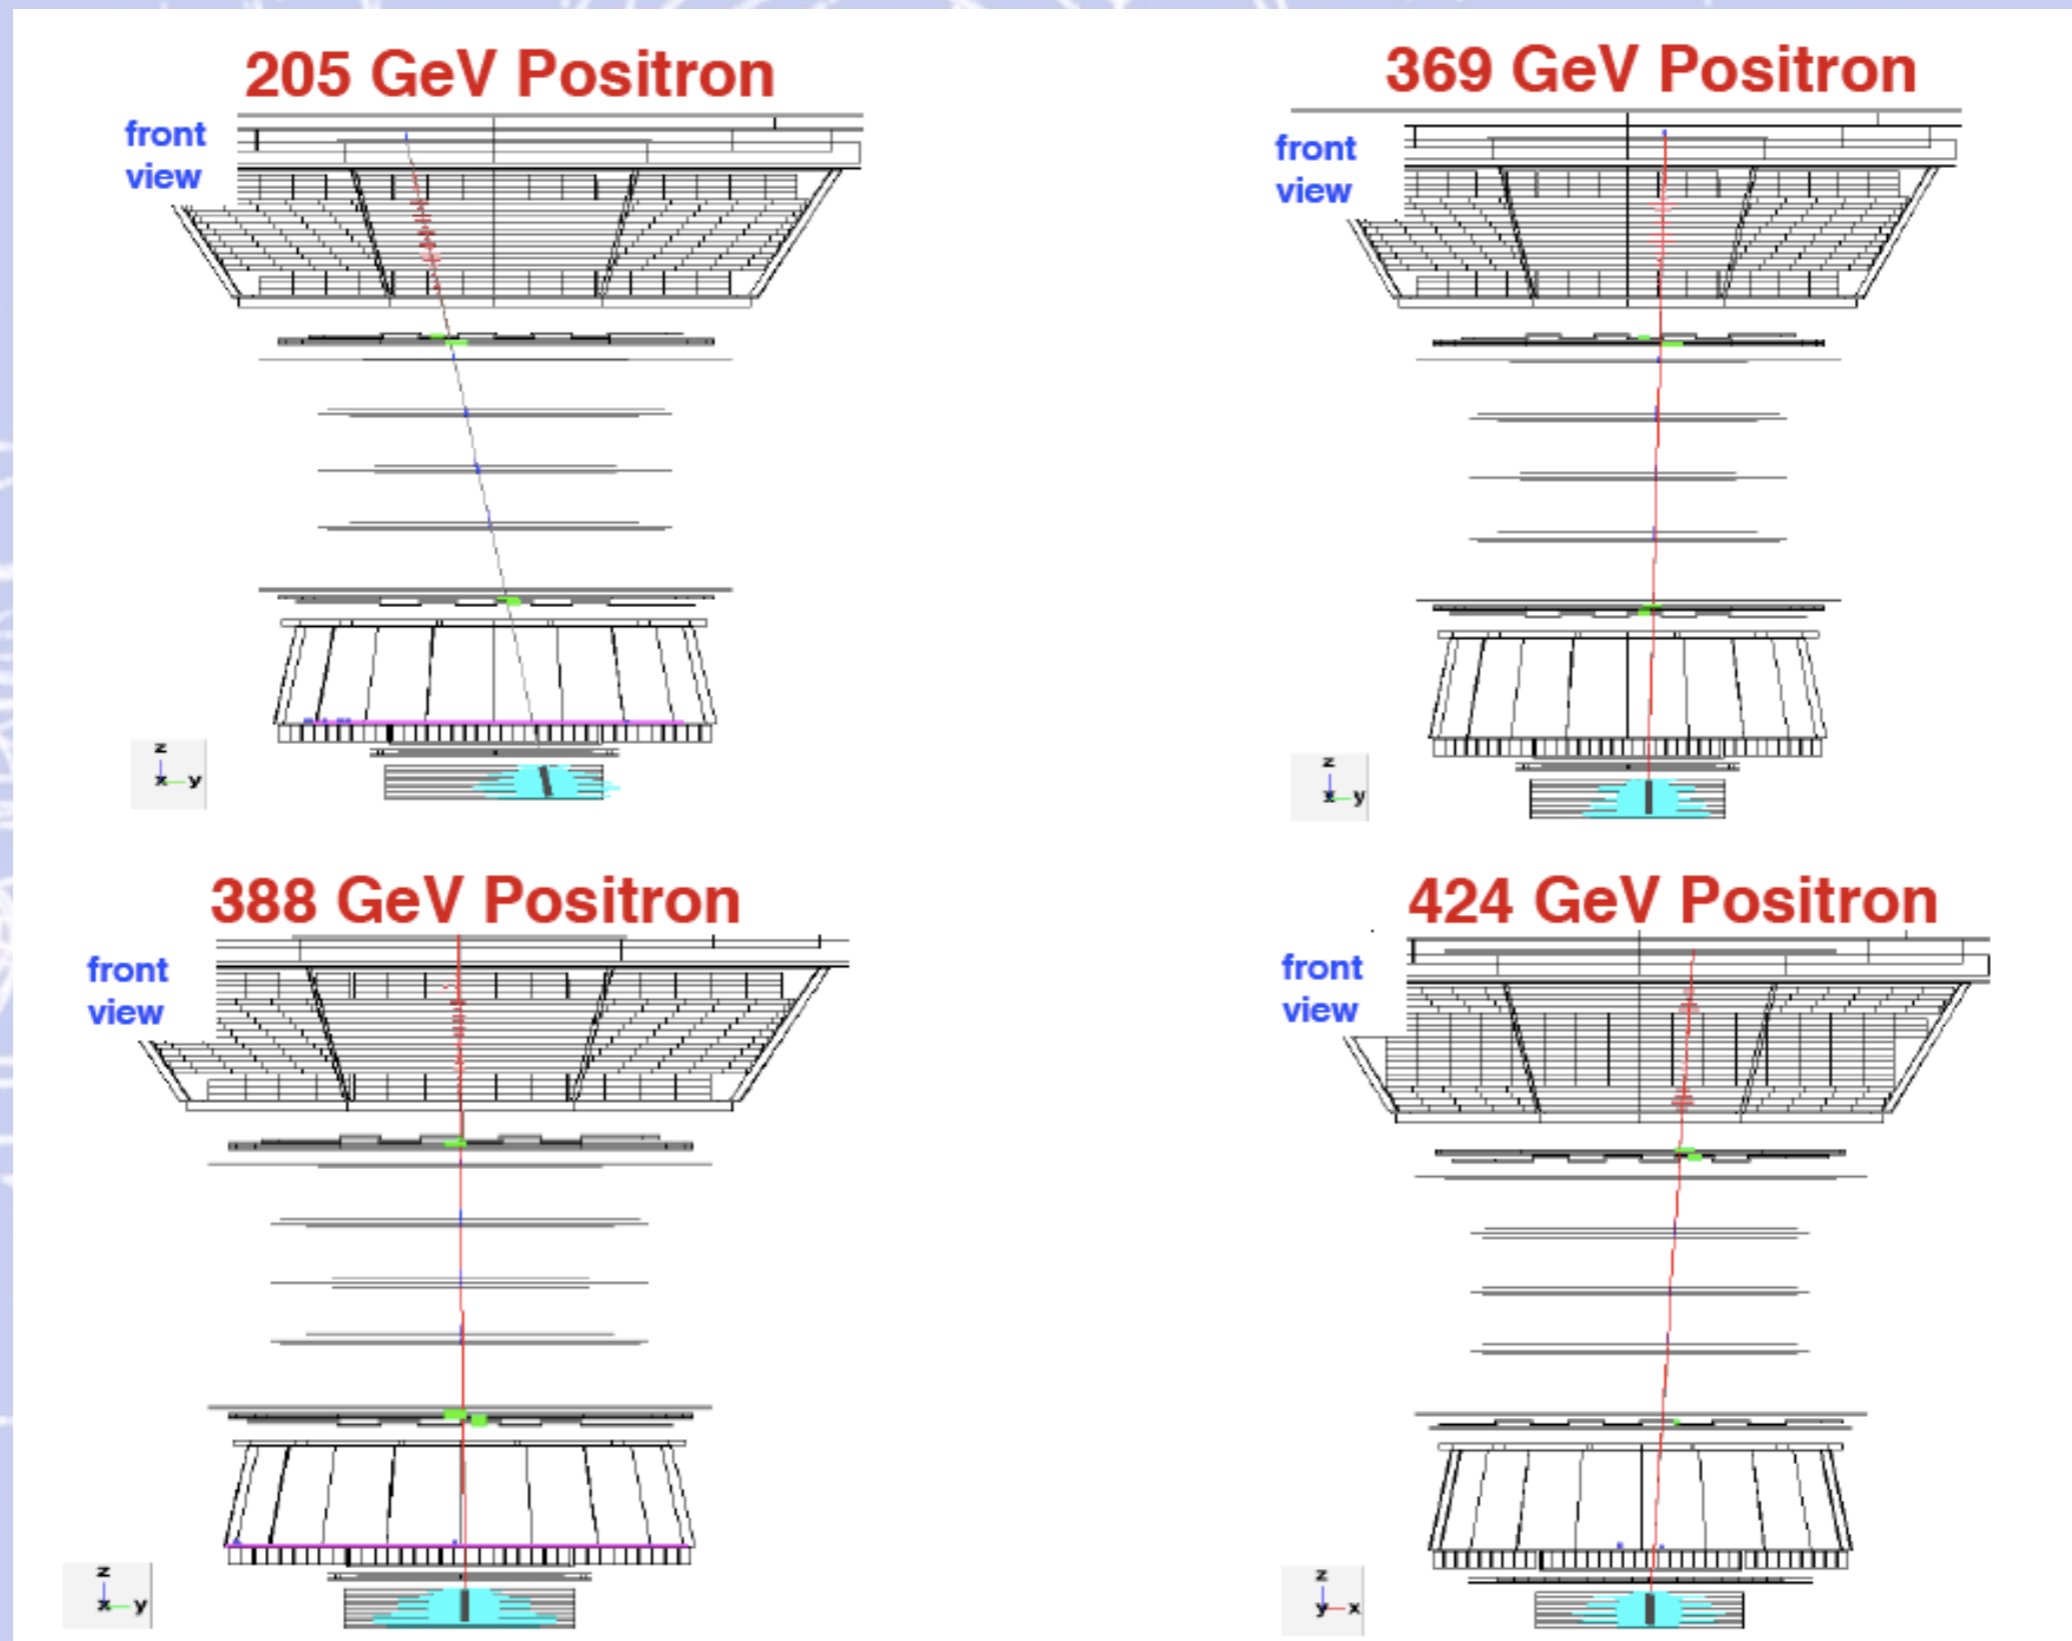 205 GeV Positron
front
view
z
x y
369 GeV Positron
front
view
z
x y
388 GeV Positron
front
view
z
x y
424 GeV Positron
front
view
z
y x